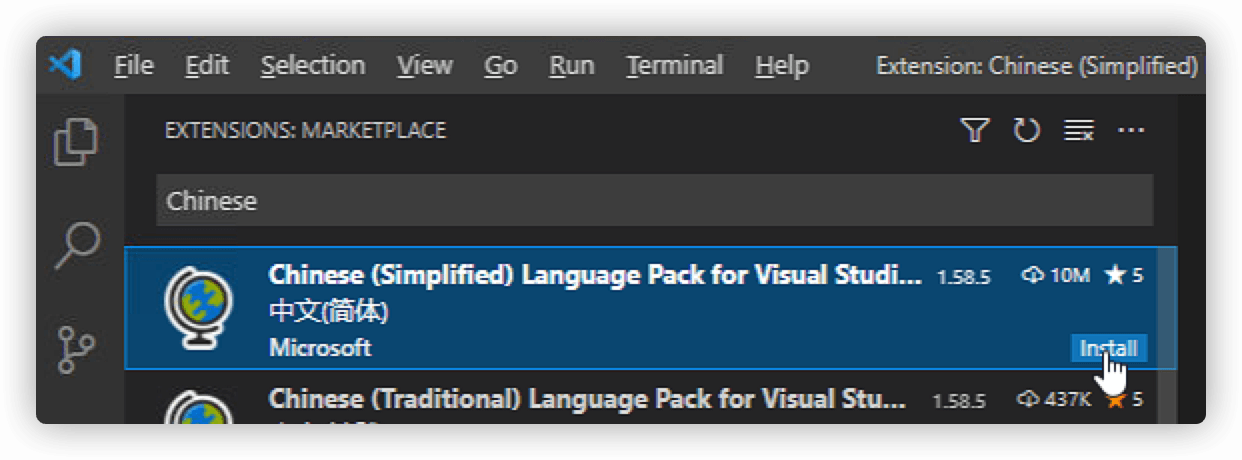 File Edit Selection View Go Run Terminal Help Extension: Chinese (Simplified)
EXTENSIONS: MARKETPLACE
Chinese
Chinese (Simplified) Language Pack for Visual Studi... 1.58.5 10M 5
中文(简体)
Microsoft Install
Chinese (Traditional) Language Pack for Visual Stu... 1.58.5 437K 5